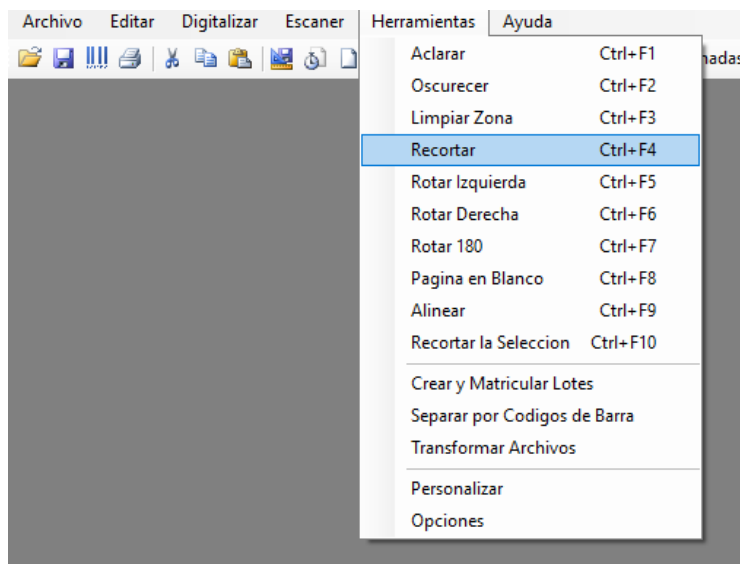 Archivo Editar Digitalizar Escaner Herramientas Ayuda
Aclarar Ctrl+F1
Oscurecer Ctrl+F2
Limpiar Zona Ctrl+F3
Recortar Ctrl+F4
Rotar Izquierda Ctrl+F5
Rotar Derecha Ctrl+F6
Rotar 180 Ctrl+F7
Pagina en Blanco Ctrl+F8
Alinear Ctrl+F9
Recortar la Seleccion Ctrl+F10
Crear y Matricular Lotes
Separar por Codigos de Barra
Transformar Archivos
Personalizar
Opciones